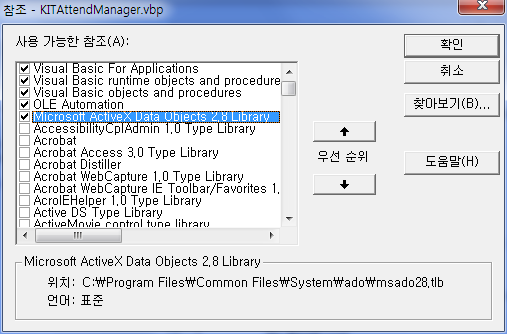 참조 - KITAttendManager.vbp
사용 가능한 참조(A):
Visual Basic For Applications
Visual Basic runtime objects and procedure
Visual Basic objects and procedures
OLE Automation
Microsoft ActiveX Data Objects 2,8 Library
AccessibilityCplAdmin 1,0 Type Library
Acrobat
Acrobat Access 3,0 Type Library
Acrobat Distiller
Acrobat WebCapture 1,0 Type Library
Acrobat WebCapture IE Toolbar/Favorites 1,
AcroIEHelper 1,0 Type Library
Active DS Type Library
ActiveMovie control type library
우선 순위
확인
취소
찾아보기(B)...
도움말(H)
Microsoft ActiveX Data Objects 2,8 Library
위치: C:₩Program Files₩Common Files₩System₩ado₩msado28,tlb
언어: 표준